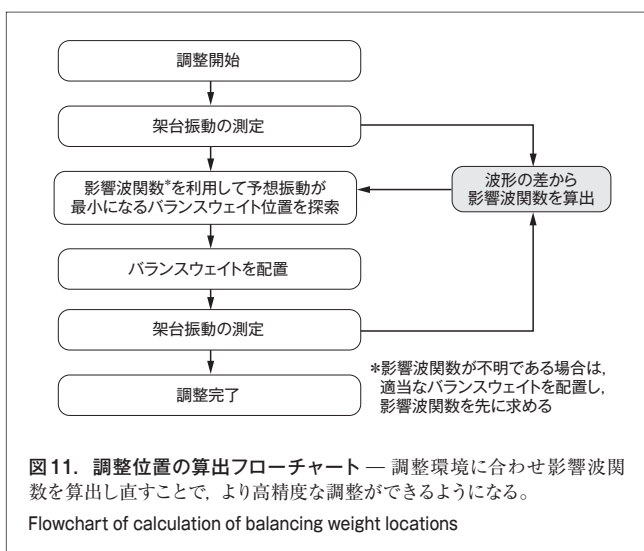 調整開始
架台振動の測定
影響波関数*を利用して予想振動が
最小になるバランスウェイト位置を探索
波形の差から
影響波関数を算出
バランスウェイトを配置
架台振動の測定
調整完了
*影響波関数が不明である場合は,
適当なバランスウェイトを配置し,
影響波関数を先に求める
図11. 調整位置の算出フローチャート — 調整環境に合わせ影響波関
数を算出し直すことで, より高精度な調整ができるようになる。
Flowchart of calculation of balancing weight locations